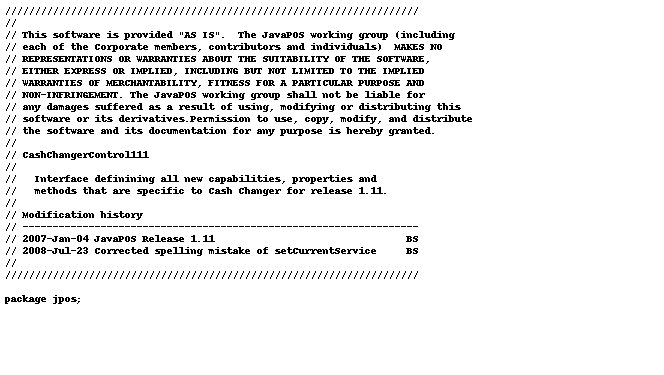 //////////////////////////////////////////////////////////////////////
//
// This software is provided "AS IS".  The JavaPOS working group (including
// each of the Corporate members, contributors and individuals)  MAKES NO
// REPRESENTATIONS OR WARRANTIES ABOUT THE SUITABILITY OF THE SOFTWARE,
// EITHER EXPRESS OR IMPLIED, INCLUDING BUT NOT LIMITED TO THE IMPLIED
// WARRANTIES OF MERCHANTABILITY, FITNESS FOR A PARTICULAR PURPOSE AND
// NON-INFRINGEMENT. The JavaPOS working group shall not be liable for
// any damages suffered as a result of using, modifying or distributing this
// software or its derivatives.Permission to use, copy, modify, and distribute
// the software and its documentation for any purpose is hereby granted.
//
// CashChangerControl111
//
//   Interface definining all new capabilities, properties and
//   methods that are specific to Cash Changer for release 1.11.
//
// Modification history
// ------------------------------------------------------------------
// 2007-Jan-04 JavaPOS Release 1.11                                BS
// 2008-Jul-23 Corrected spelling mistake of setCurrentService     BS
//
//////////////////////////////////////////////////////////////////////

package jpos;